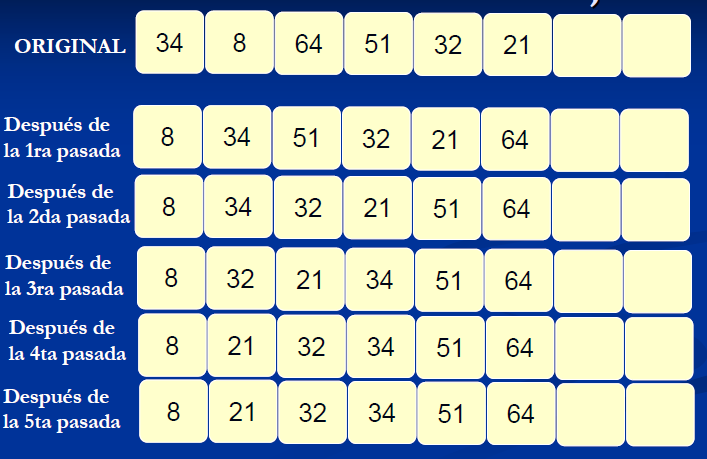 ORIGINAL 34 8 64 51 32 21
Después de
la 1ra pasada 8 34 51 32 21 64
Después de
la 2da pasada 8 34 32 21 51 64
Después de
la 3ra pasada 8 32 21 34 51 64
Después de
la 4ta pasada 8 21 32 34 51 64
Después de
la 5ta pasada 8 21 32 34 51 64